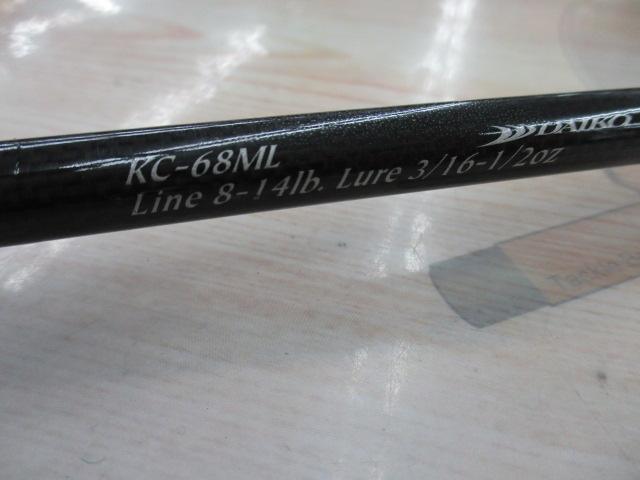 DAIKO
KC-68ML
Line 8-14lb. Lure 3/16-1/2oz